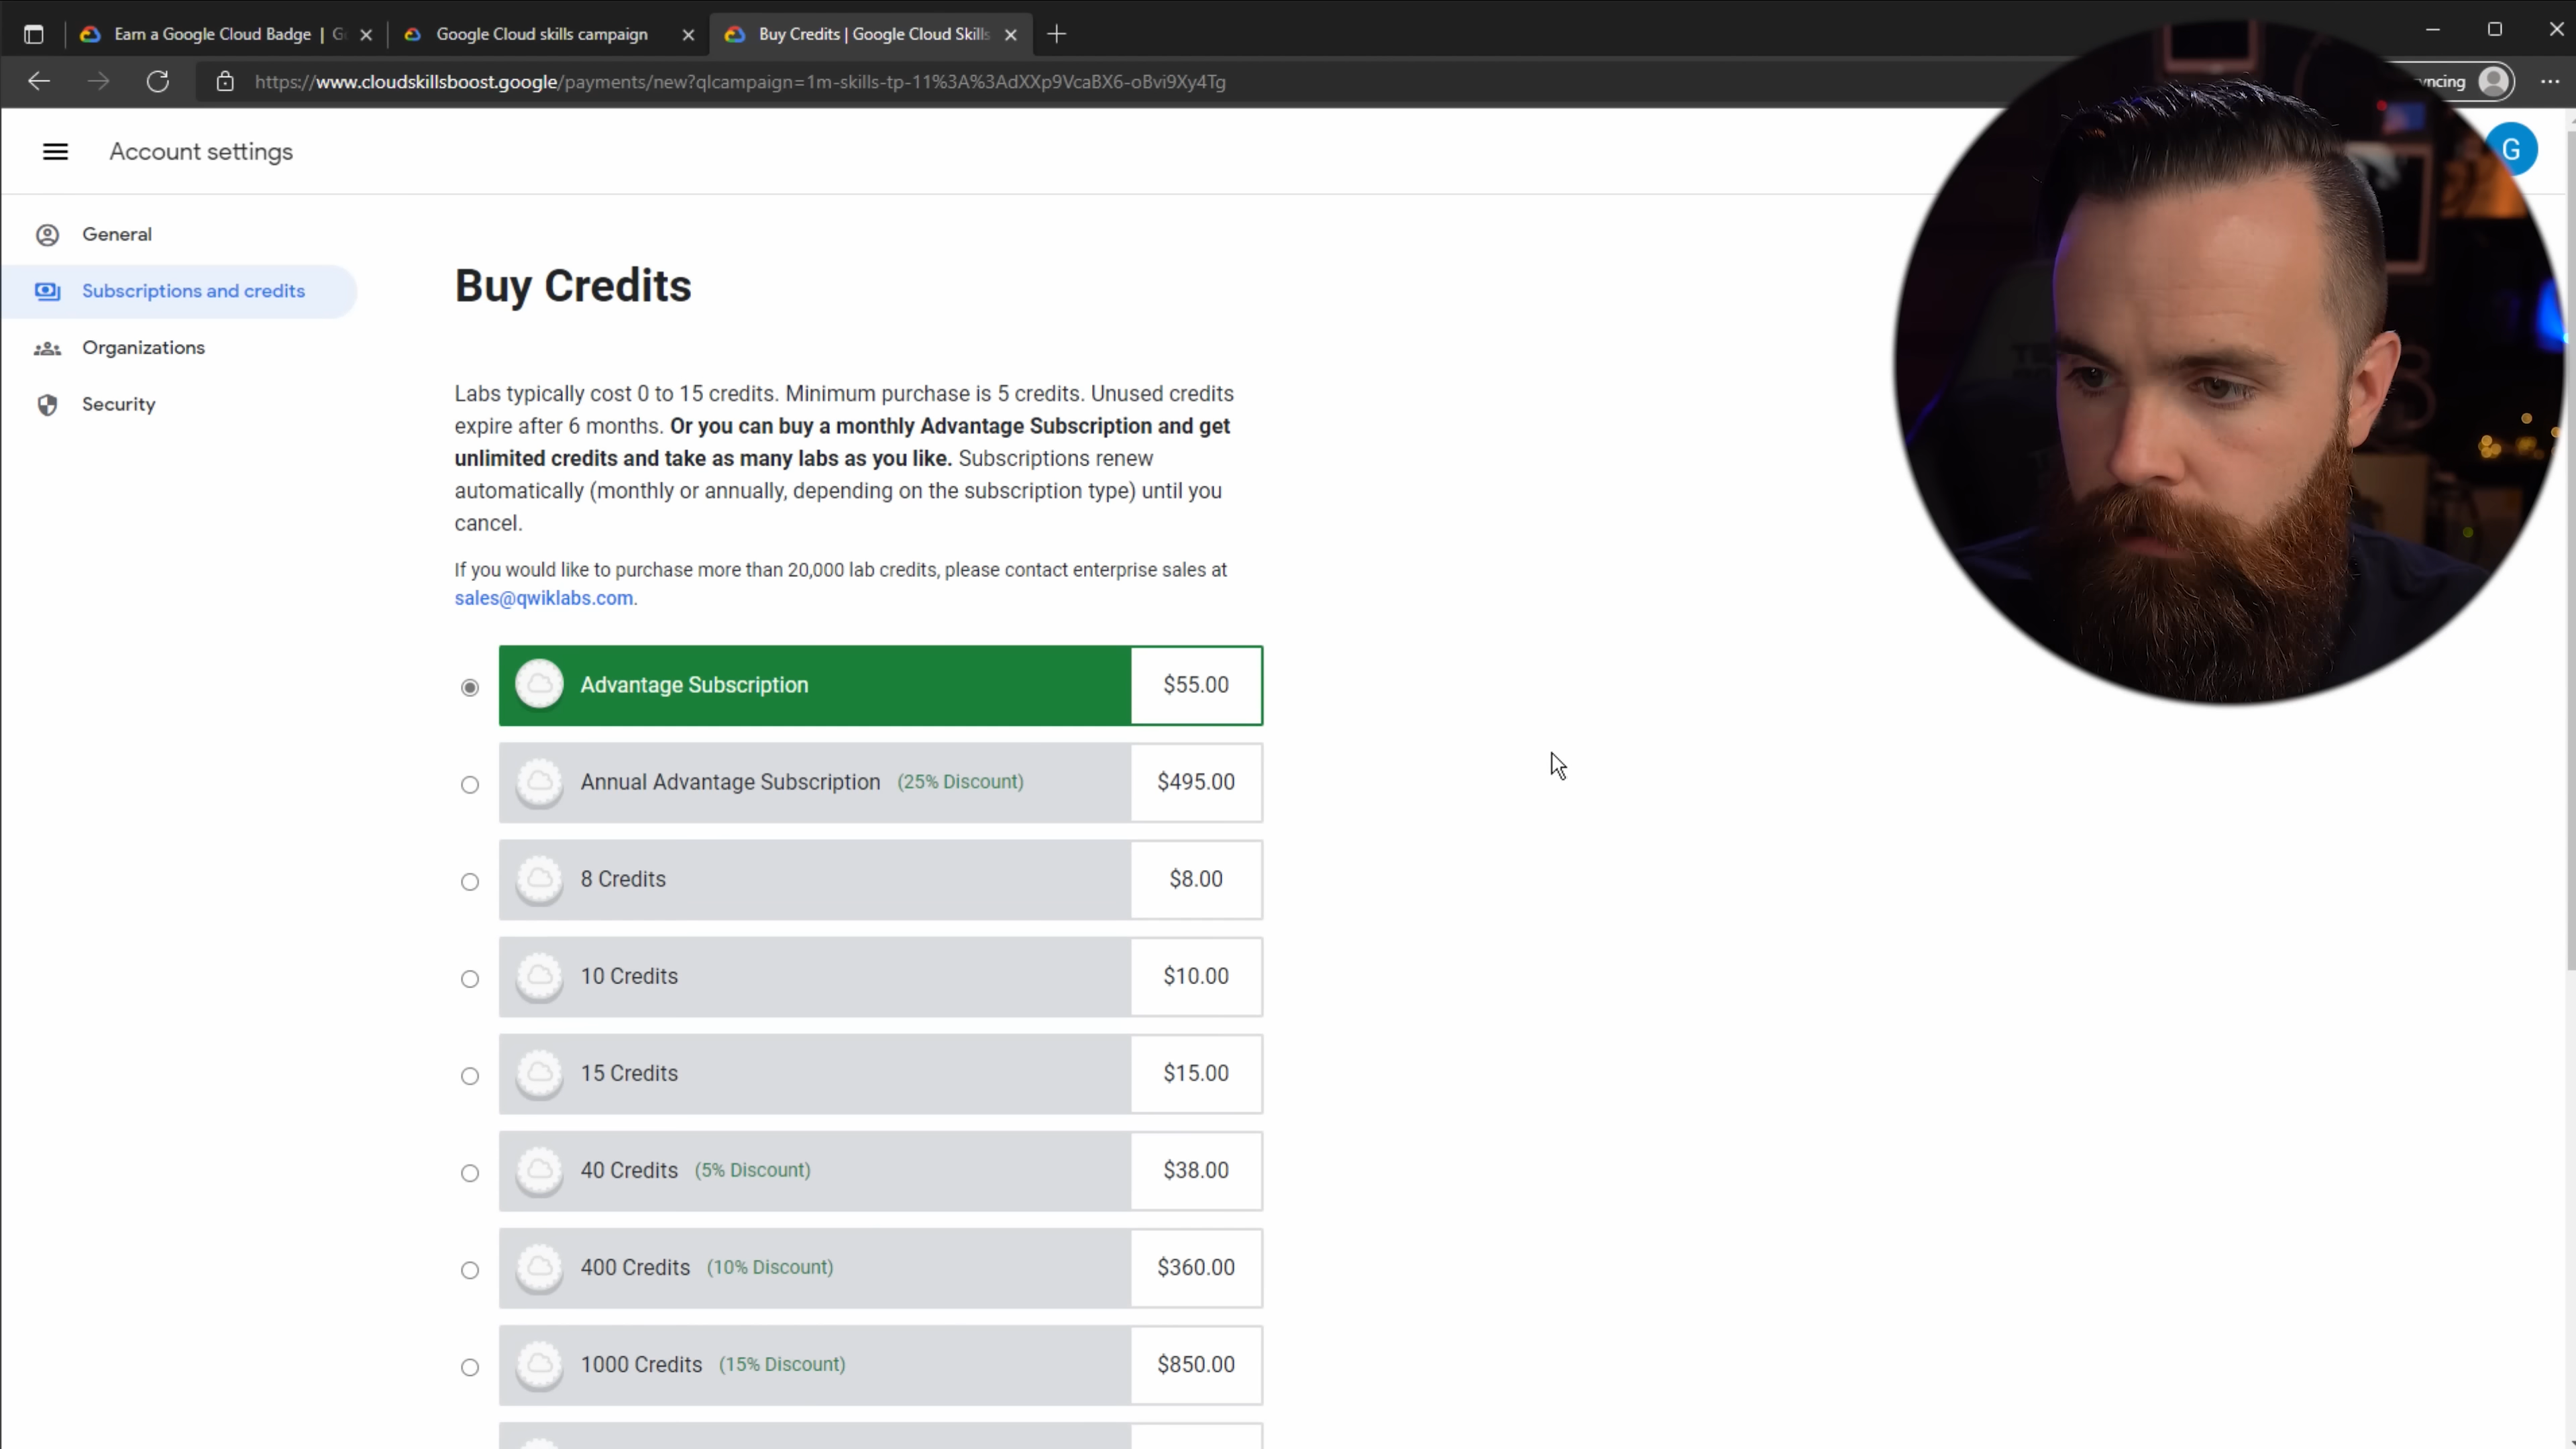 Earn a Google Cloud Badge | G
Google Cloud skills campaign
Buy Credits | Google Cloud Skills
https://www.cloudskillsboost.google/payments/new?qlcampaign=1m-skills-tp-11%3A%3AdXXp9VcaBX6-oBvi9Xy4Tg
ncing
Account settings
G
General
Subscriptions and credits
Organizations
Security
Buy Credits
Labs typically cost 0 to 15 credits. Minimum purchase is 5 credits. Unused credits
expire after 6 months. Or you can buy a monthly Advantage Subscription and get
unlimited credits and take as many labs as you like. Subscriptions renew
automatically (monthly or annually, depending on the subscription type) until you
cancel.
If you would like to purchase more than 20,000 lab credits, please contact enterprise sales at
sales@qwiklabs.com.
Advantage Subscription $55.00
Annual Advantage Subscription (25% Discount) $495.00
8 Credits $8.00
10 Credits $10.00
15 Credits $15.00
40 Credits (5% Discount) $38.00
400 Credits (10% Discount) $360.00
1000 Credits (15% Discount) $850.00